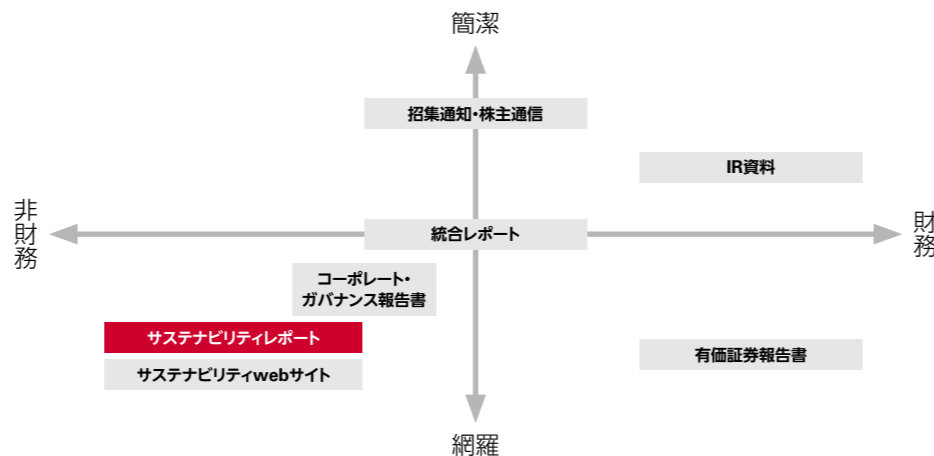 簡潔
招集通知・株主通信
IR資料
非財務
統合レポート
財務
コーポレート・
ガバナンス報告書
サステナビリティレポート
サステナビリティwebサイト
有価証券報告書
網羅